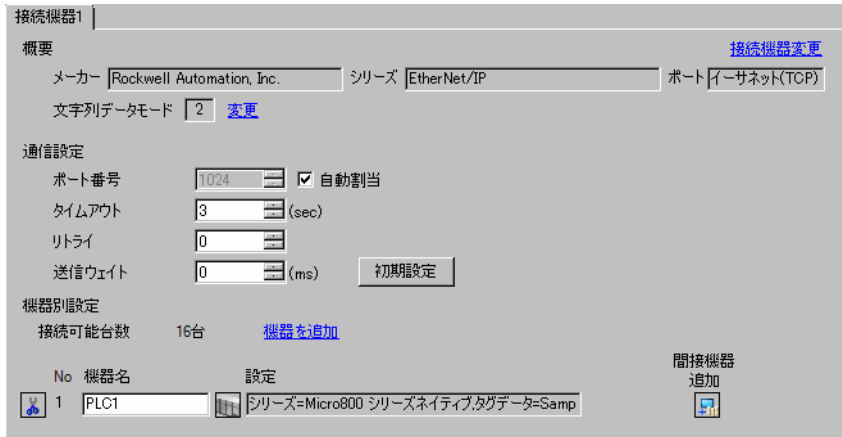 接続機器1
概要 接続機器変更
メーカー Rockwell Automation, Inc. シリーズ EtherNet/IP ポート イーサネット(TCP)
文字列データモード 2 変更
通信設定
ポート番号 1024 自動割当
タイムアウト 3 (sec)
リトライ 0
送信ウェイト 0 (ms) 初期設定
機器別設定
接続可能台数 16台 機器を追加
間接機器
No 機器名 設定 追加
1 PLC1 シリーズ=Micro800 シリーズネイティブ,タグデータ=Samp